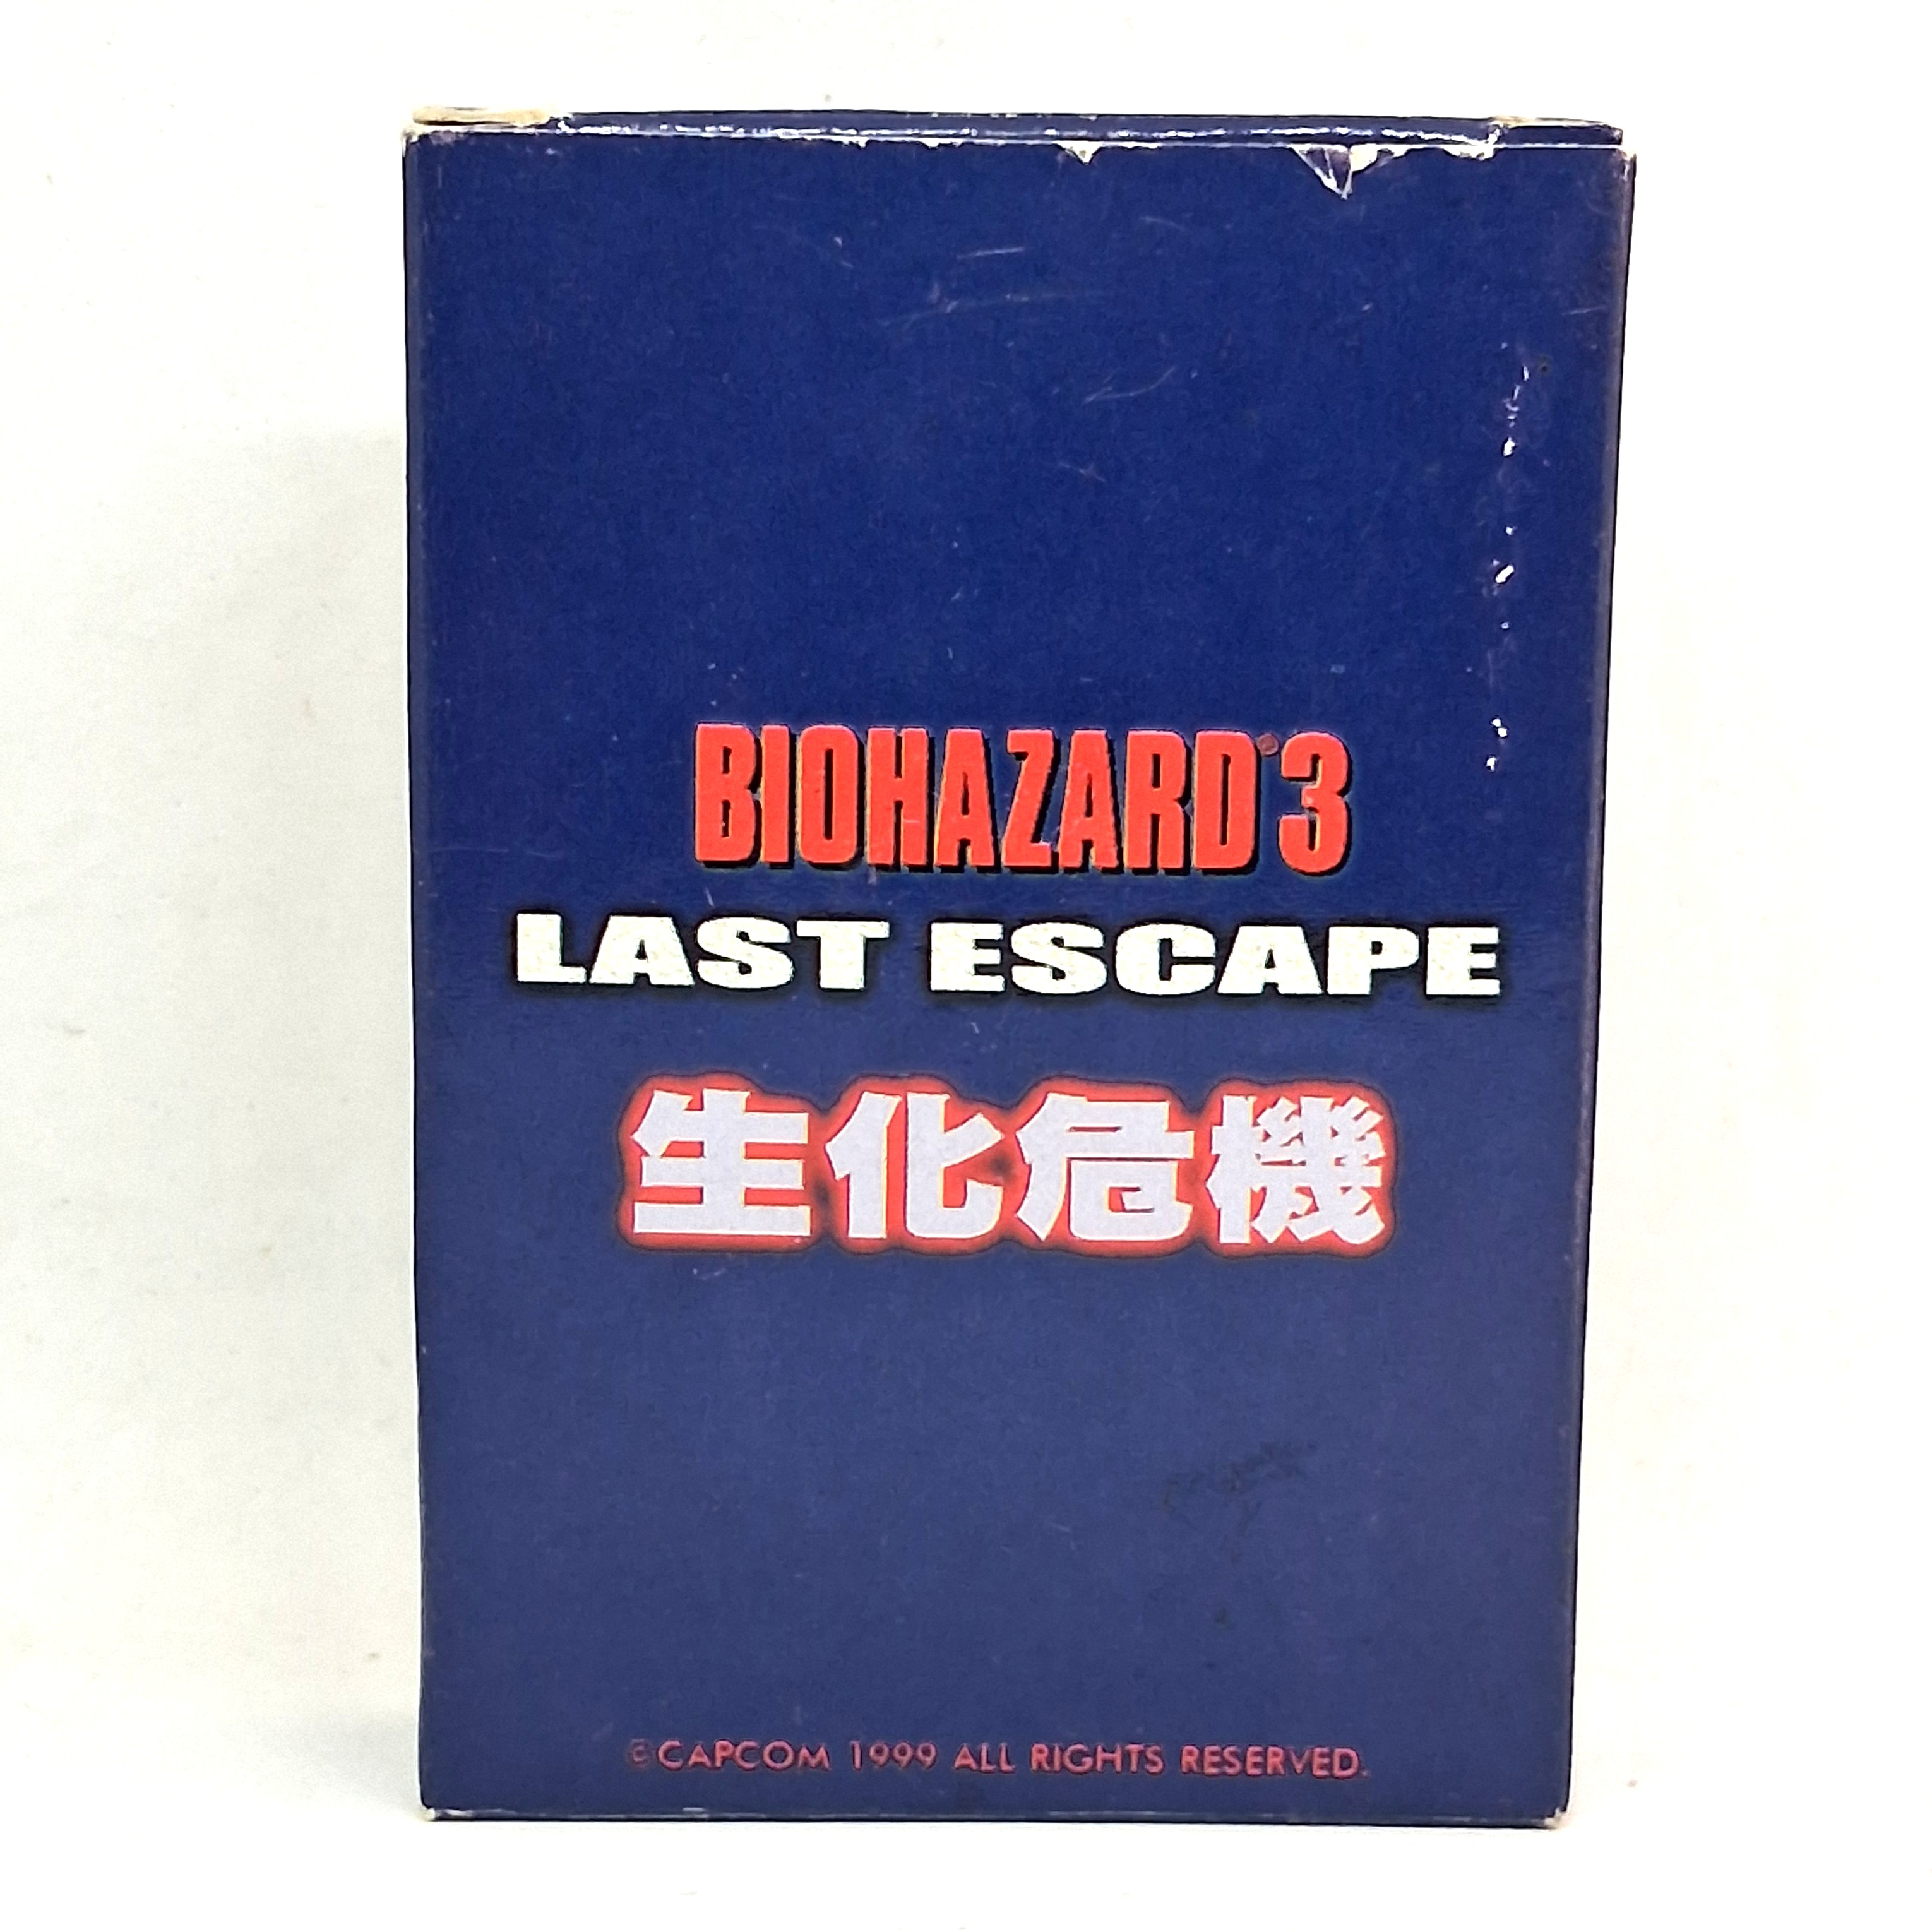 BIOHAZARD 3
LAST ESCAPE
生化危機
©CAPCOM 1999 ALL RIGHTS RESERVED.